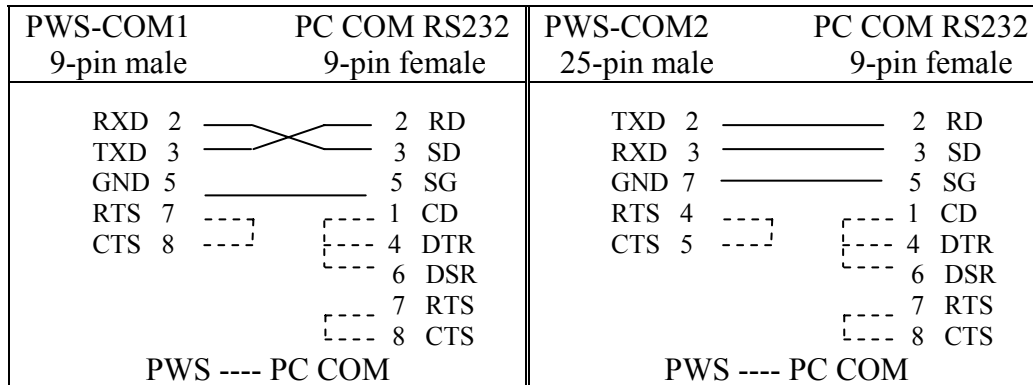 PWS-COM1 PC COM RS232
9-pin male 9-pin female
RXD 2 2 RD
TXD 3 3 SD
GND 5 5 SG
RTS 7 1 CD
CTS 8 4 DTR
6 DSR
7 RTS
8 CTS
PWS ---- PC COM
PWS-COM2 PC COM RS232
25-pin male 9-pin female
TXD 2 2 RD
RXD 3 3 SD
GND 7 5 SG
RTS 4 1 CD
CTS 5 4 DTR
6 DSR
7 RTS
8 CTS
PWS ---- PC COM